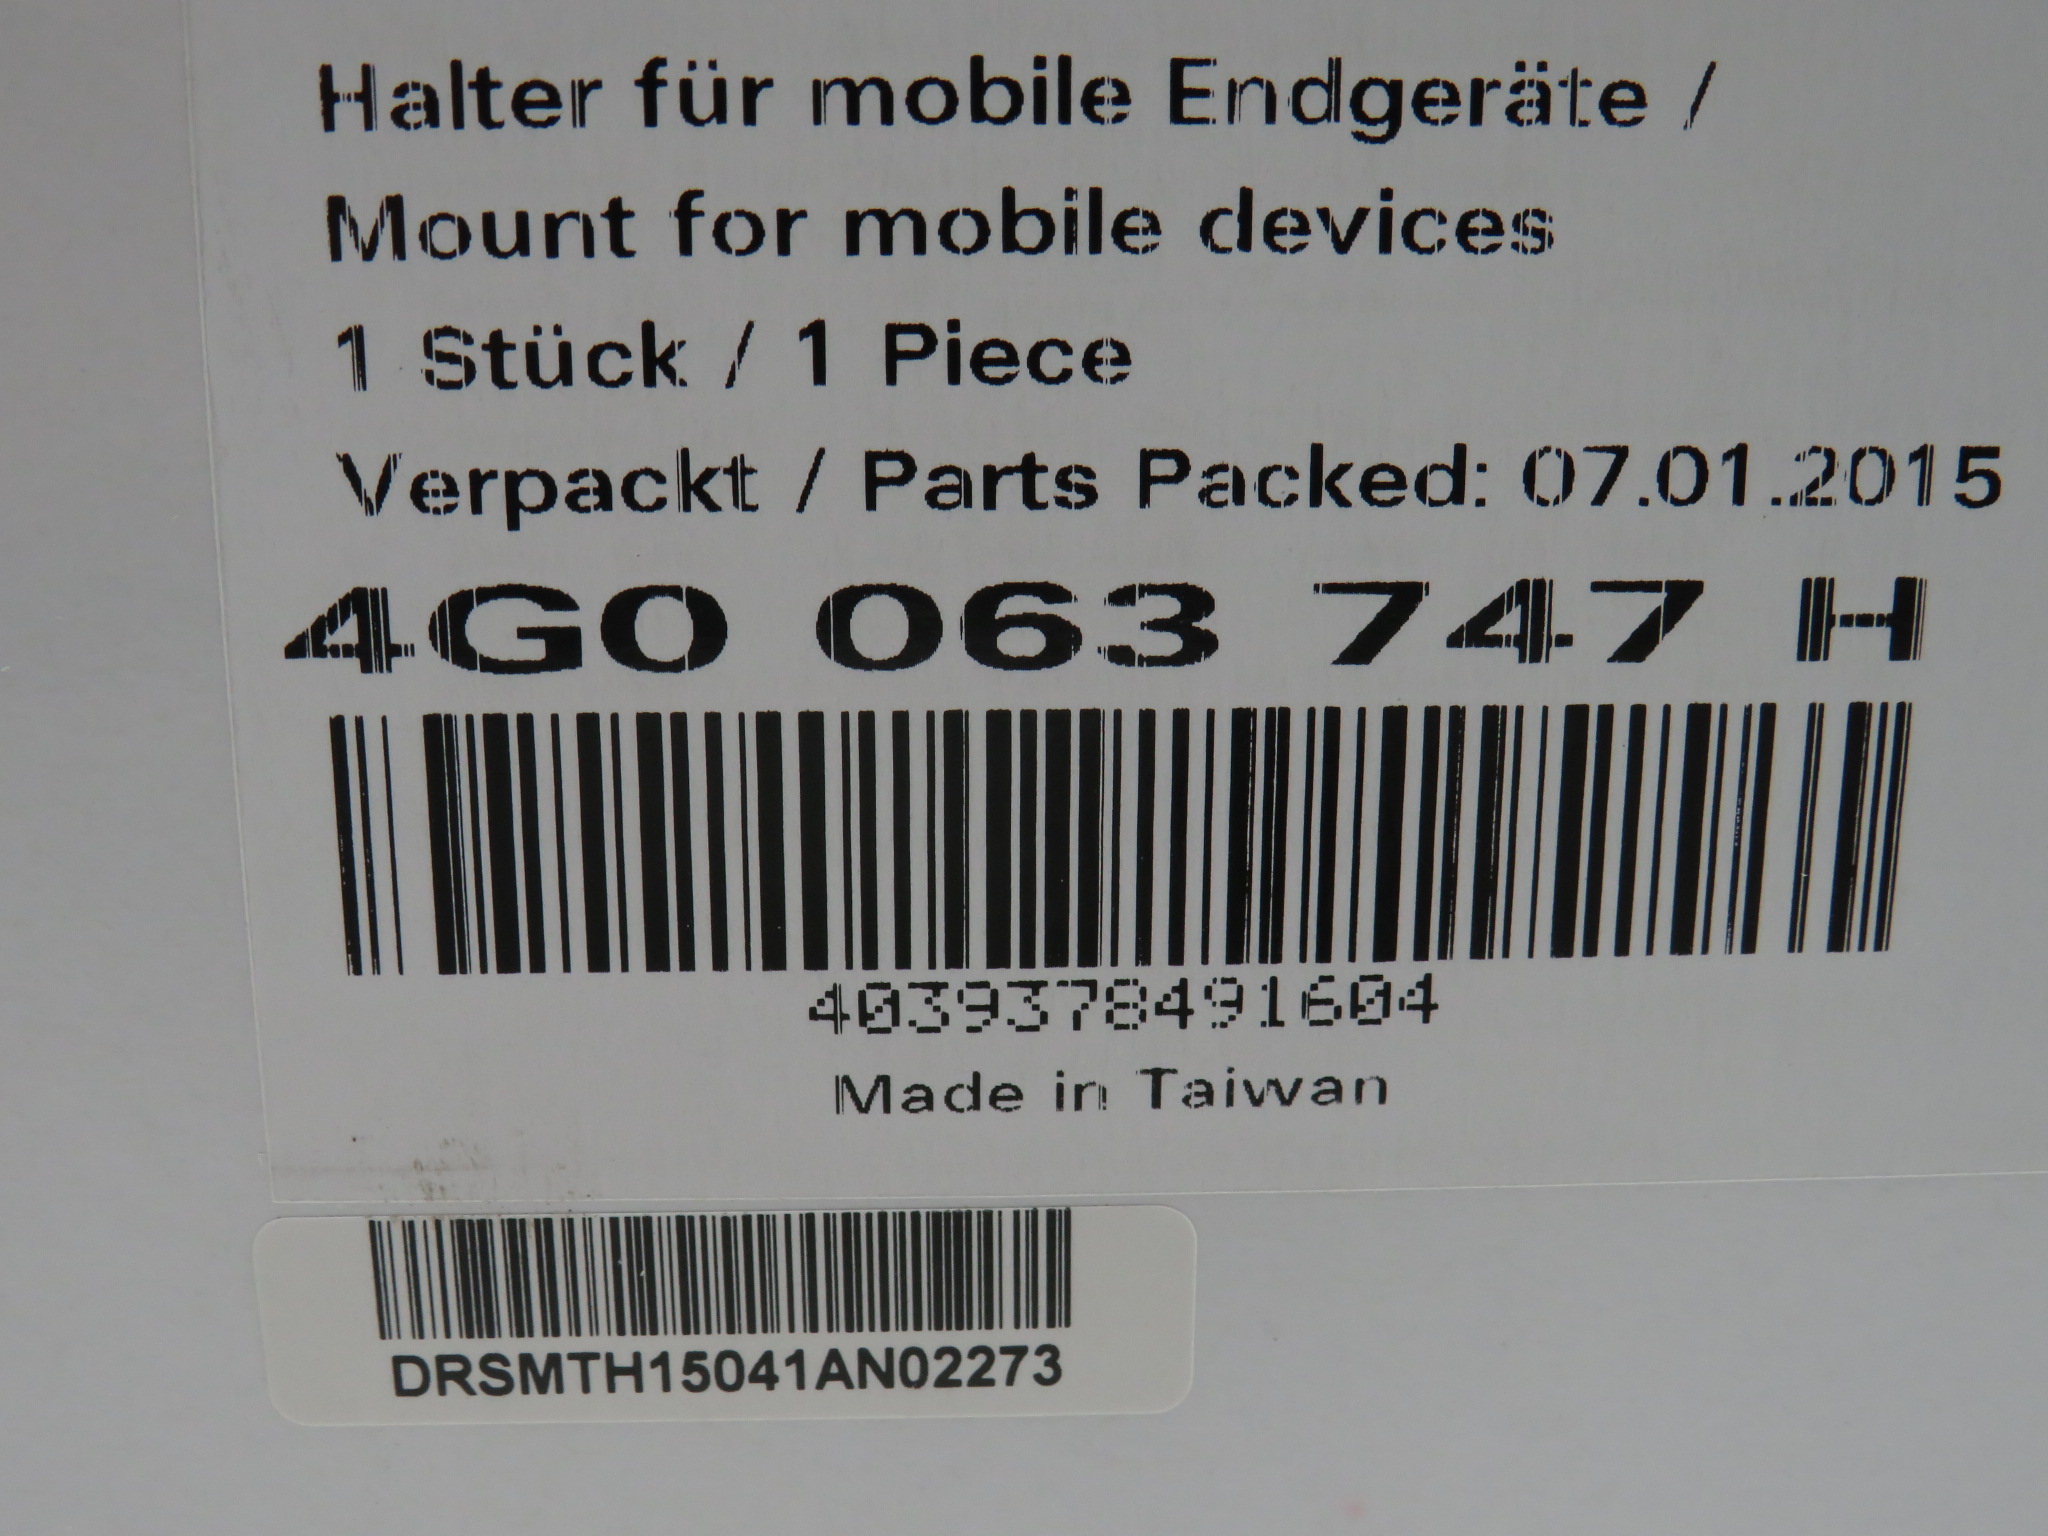 Halter für mobile Endgeräte /
Mount for mobile devices
1 Stück / 1 Piece
Verpackt / Parts Packed: 07.01.2015
4G0 063 747 H
4039378491604
Made in Taiwan
DRSMTH15041AN02273